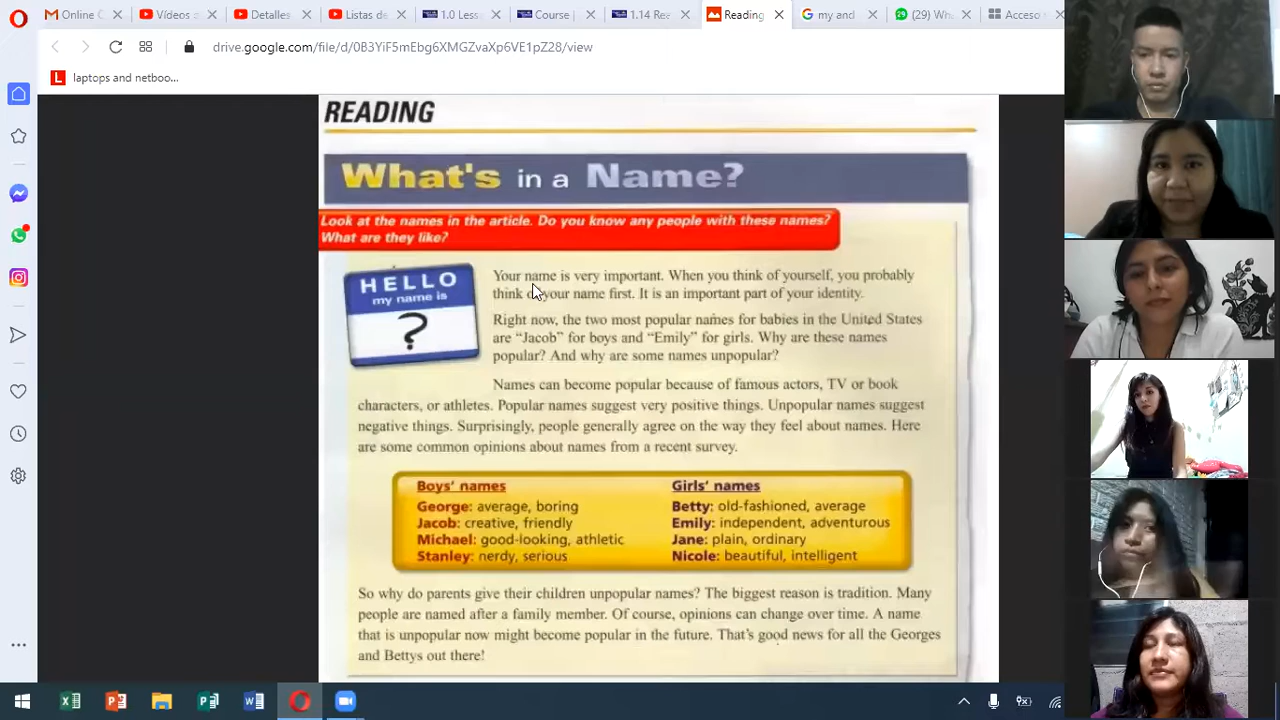 Online C
Vídeos z
Detalles
Listas de
1.0 Less
Course
1.14 Rea
Reading
my and
(29) Wha
Acceso
drive.google.com/file/d/0B3YiF5mEbg6XMGZvaXp6VE1pZ28/view
L laptops and netboo...
READING
What's in a Name?
Look at the names in the article. Do you know any people with these names?
What are they like?
HELLO
my name is
?
Your name is very important. When you think of yourself, you probably
think of your name first. It is an important part of your identity.
Right now, the two most popular names for babies in the United States
are “Jacob” for boys and “Emily” for girls. Why are these names
popular? And why are some names unpopular?
Names can become popular because of famous actors, TV or book
characters, or athletes. Popular names suggest very positive things. Unpopular names suggest
negative things. Surprisingly, people generally agree on the way they feel about names. Here
are some common opinions about names from a recent survey.
Boys' names
George: average, boring
Jacob: creative, friendly
Michael: good-looking, athletic
Stanley: nerdy, serious
Girls' names
Betty: old-fashioned, average
Emily: independent, adventurous
Jane: plain, ordinary
Nicole: beautiful, intelligent
So why do parents give their children unpopular names? The biggest reason is tradition. Many
people are named after a family member. Of course, opinions can change over time. A name
that is unpopular now might become popular in the future. That's good news for all the Georges
and Bettys out there!